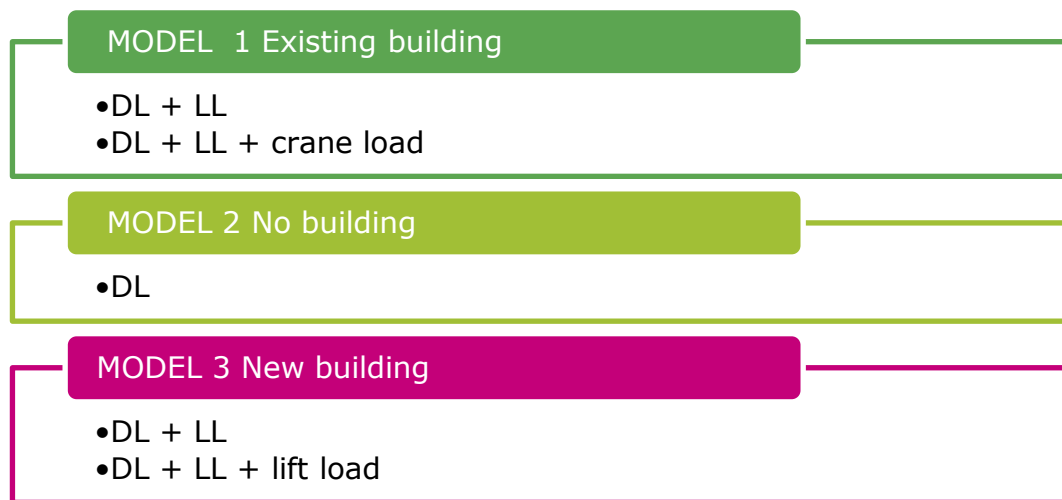 MODEL  1 Existing building
•DL + LL
•DL + LL + crane load
MODEL 2 No building
•DL
MODEL 3 New building
•DL + LL
•DL + LL + lift load